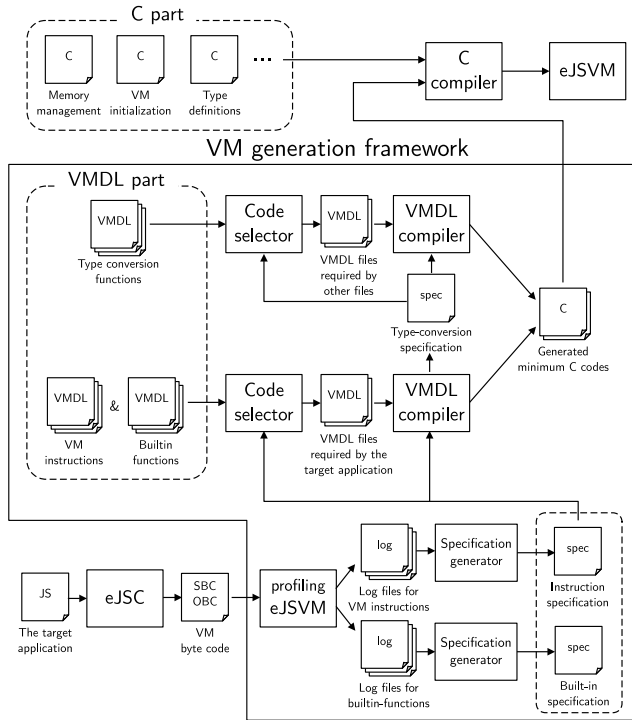 C part
C
C
C
...
Memory
management
VM
initialization
Type
definitions
C
compiler
eJSVM
VM generation framework
VMDL part
VMDL
Type conversion
functions
Code
selector
VMDL
VMDL files
required by
other files
VMDL
compiler
spec
Type-conversion
specification
C
Generated
minimum C codes
VMDL
&
VMDL
VM
instructions
Builtin
functions
Code
selector
VMDL
VMDL files
required by the
target application
VMDL
compiler
JS
The target
application
eJSC
SBC
OBC
VM
byte code
profiling
eJSVM
log
Log files for
VM instructions
Specification
generator
spec
Instruction
specification
log
Log files for
builtin-functions
Specification
generator
spec
Built-in
specification